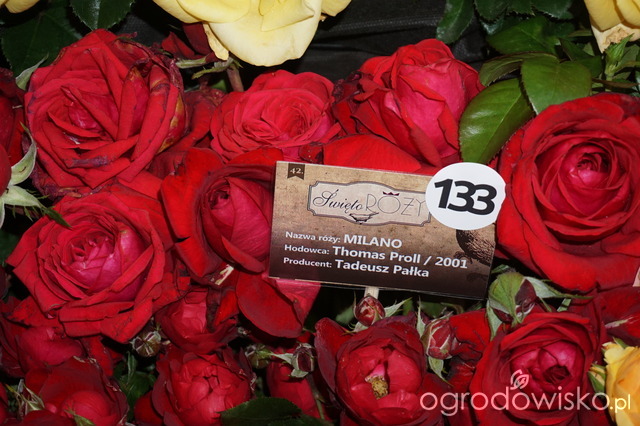 42.
Święto RÓŻY
133
Nazwa róży: MILANO
Hodowca: Thomas Proll / 2001
Producent: Tadeusz Pałka
ogrodowisko.pl